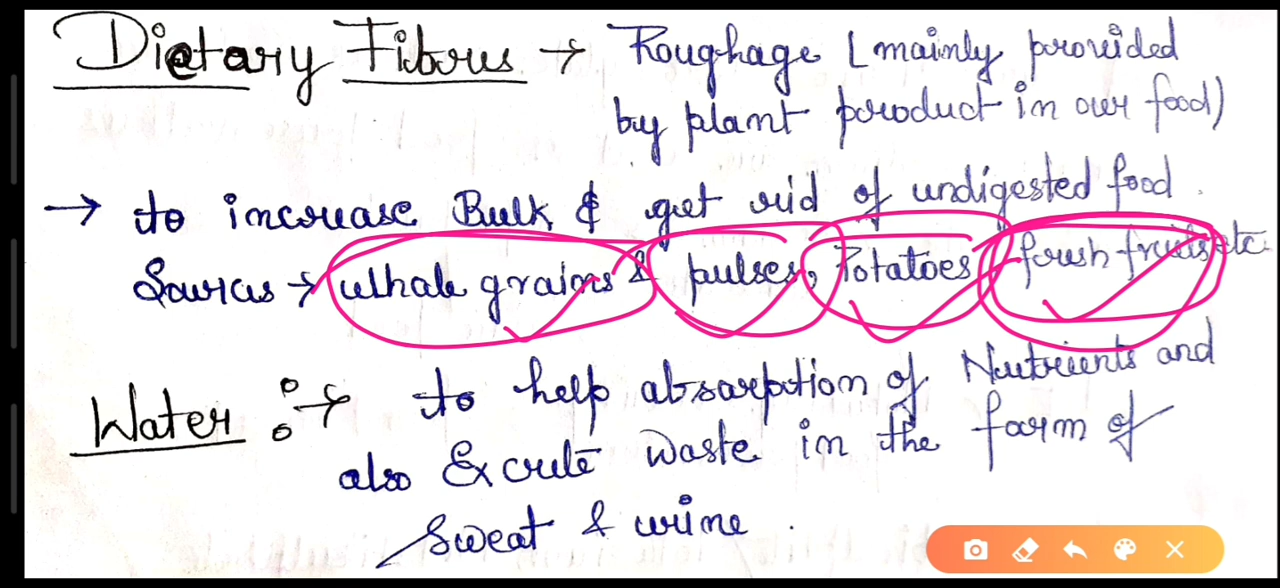 Dietary Fibres → Roughage (mainly provided
by plant product in our food)
→ to increase Bulk & get rid of undigested food.
Sources → whole grains & pulses, Potatoes fresh fruits etc.
Water :→ to help absorption of Nutrients and
also Excrete waste in the form of
sweat & urine.